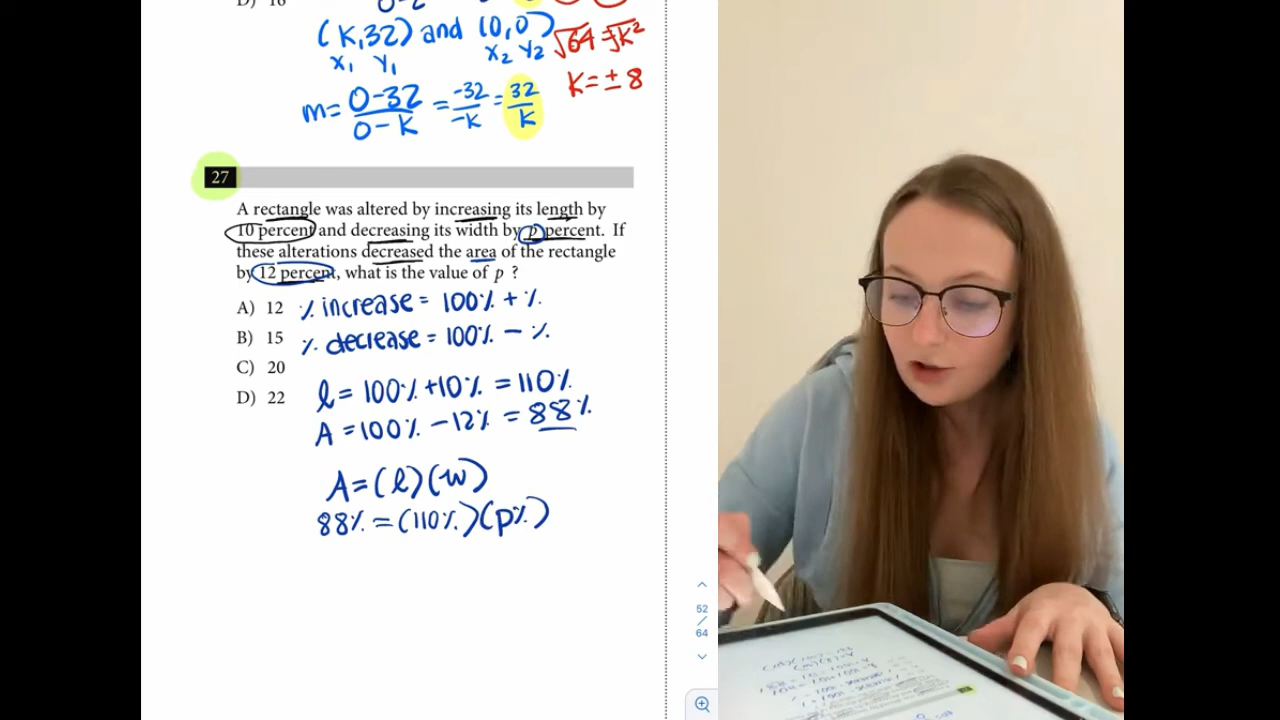 D) 16
0-2
(K,32) and (0,0)
X₁ Y₁ X₂ Y₂
√64 = √K²
K = ± 8
m = 0-32 / 0-K = -32 / -K = 32 / K
27
A rectangle was altered by increasing its length by
10 percent and decreasing its width by p percent. If
these alterations decreased the area of the rectangle
by 12 percent, what is the value of p ?
A) 12
% increase = 100% + %
B) 15
% decrease = 100% - %
C) 20
D) 22
l = 100% +10% = 110%
A = 100% -12% = 88%
A = (l)(w)
88% = (110%)(p%)
52
/
64